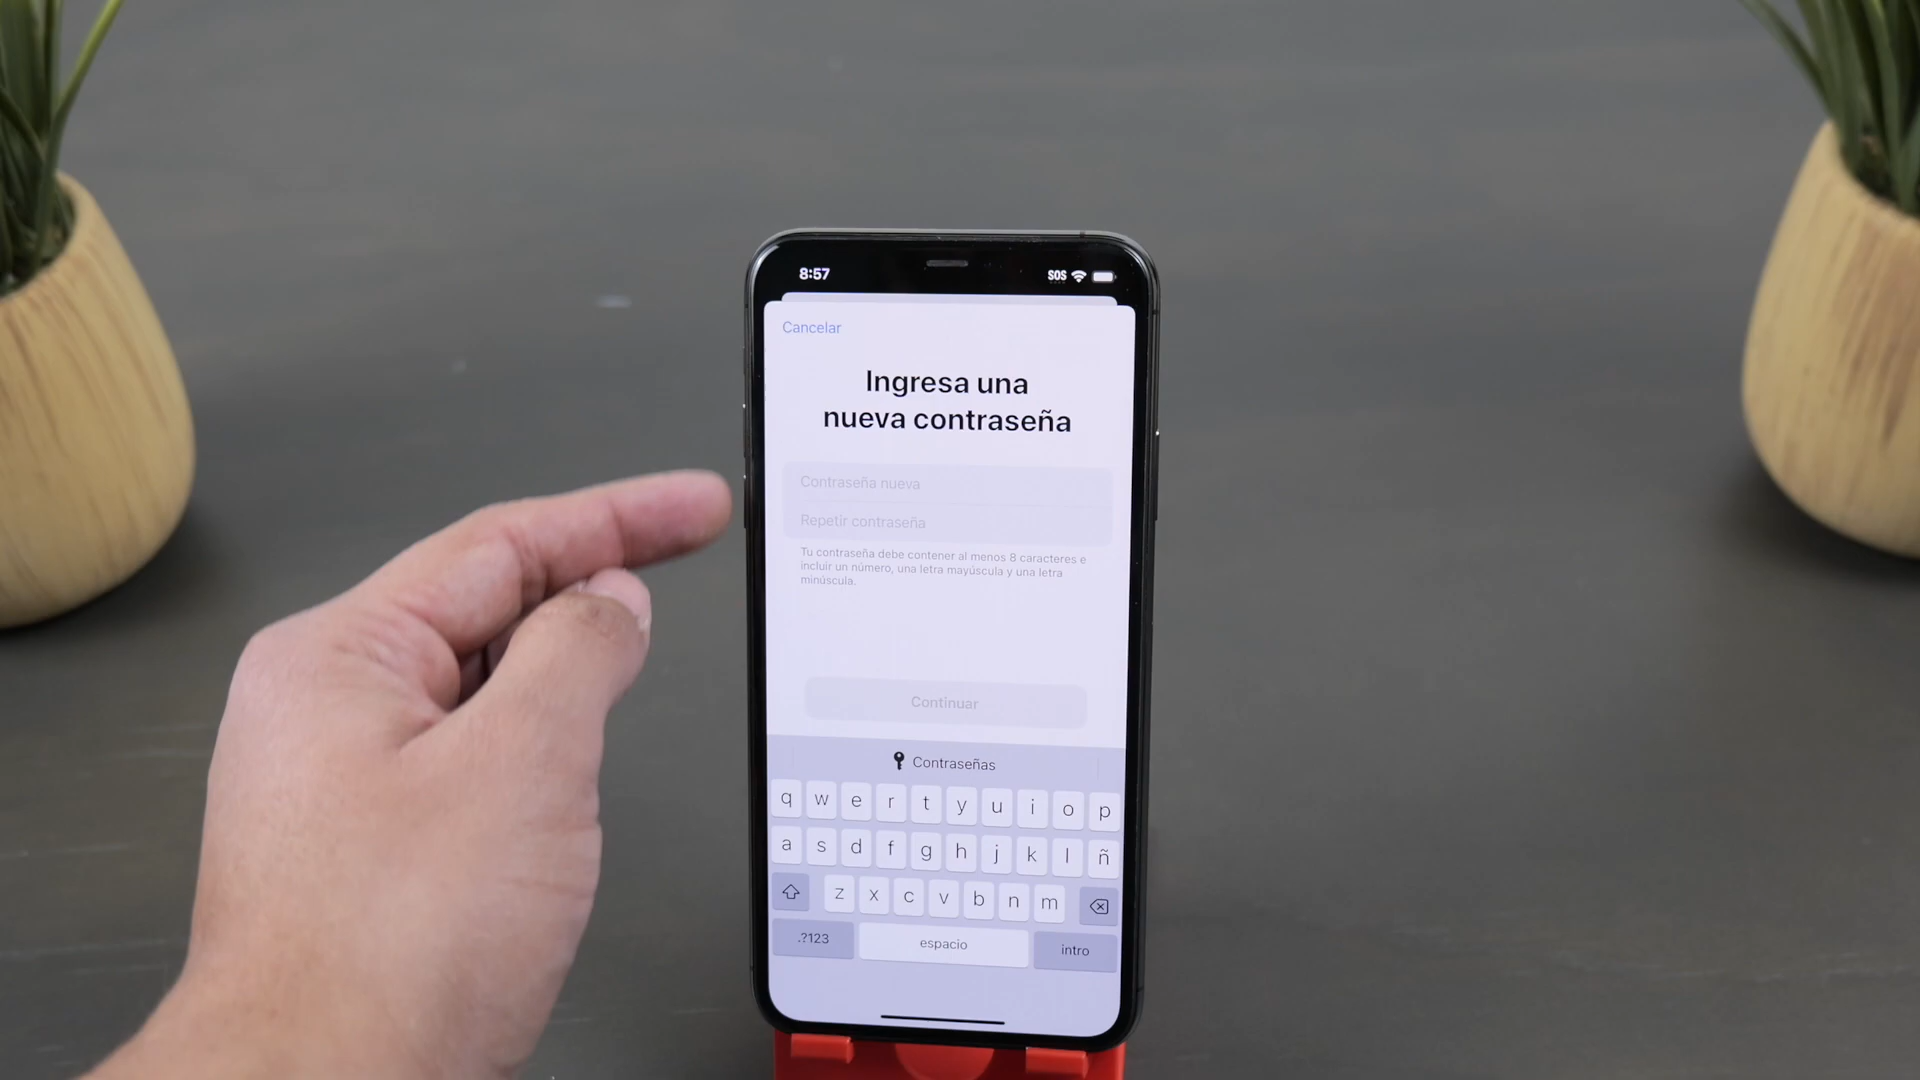 8:57
SOS
Cancelar
Ingresa una
nueva contraseña
Contraseña nueva
Repetir contraseña
Tu contraseña debe contener al menos 8 caracteres e
incluir un número, una letra mayúscula y una letra
minúscula.
Continuar
Contraseñas
q w e r t y u i o p
a s d f g h j k l ñ
z x c v b n m
.?123 espacio intro